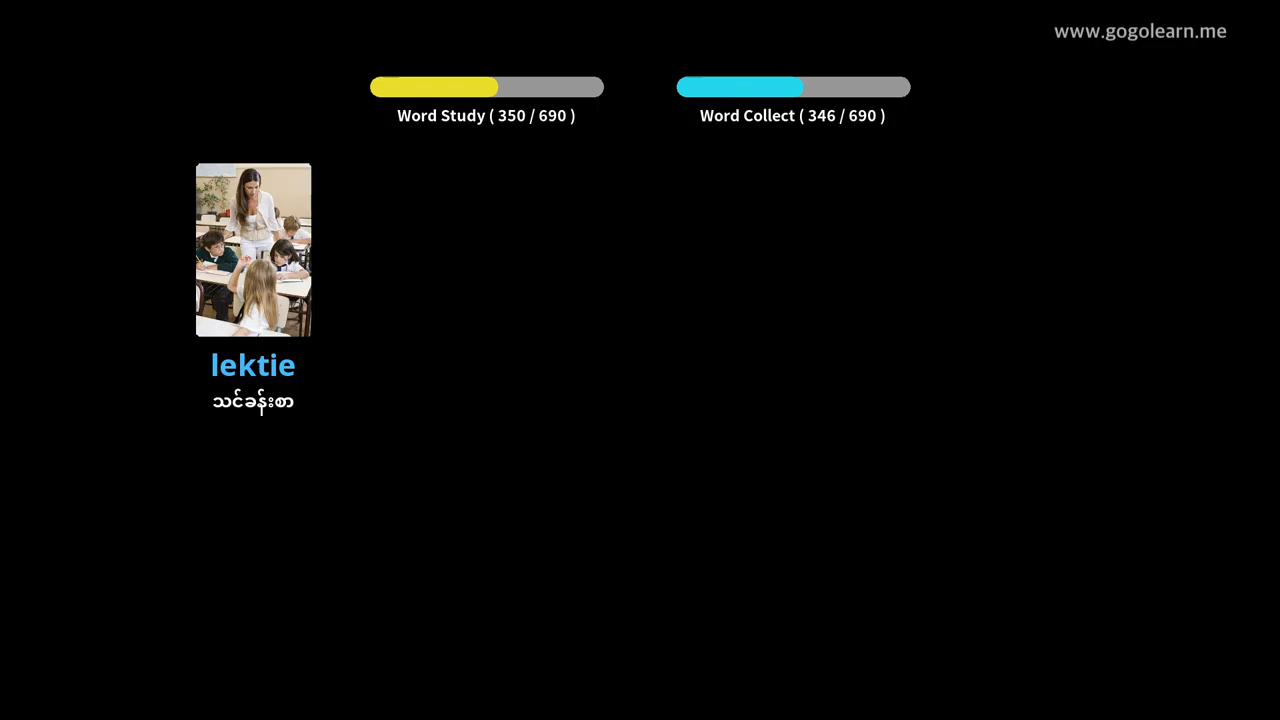 www.gogolearn.me
Word Study ( 350 / 690 )
Word Collect ( 346 / 690 )
lektie
သင်ခန်းစာ